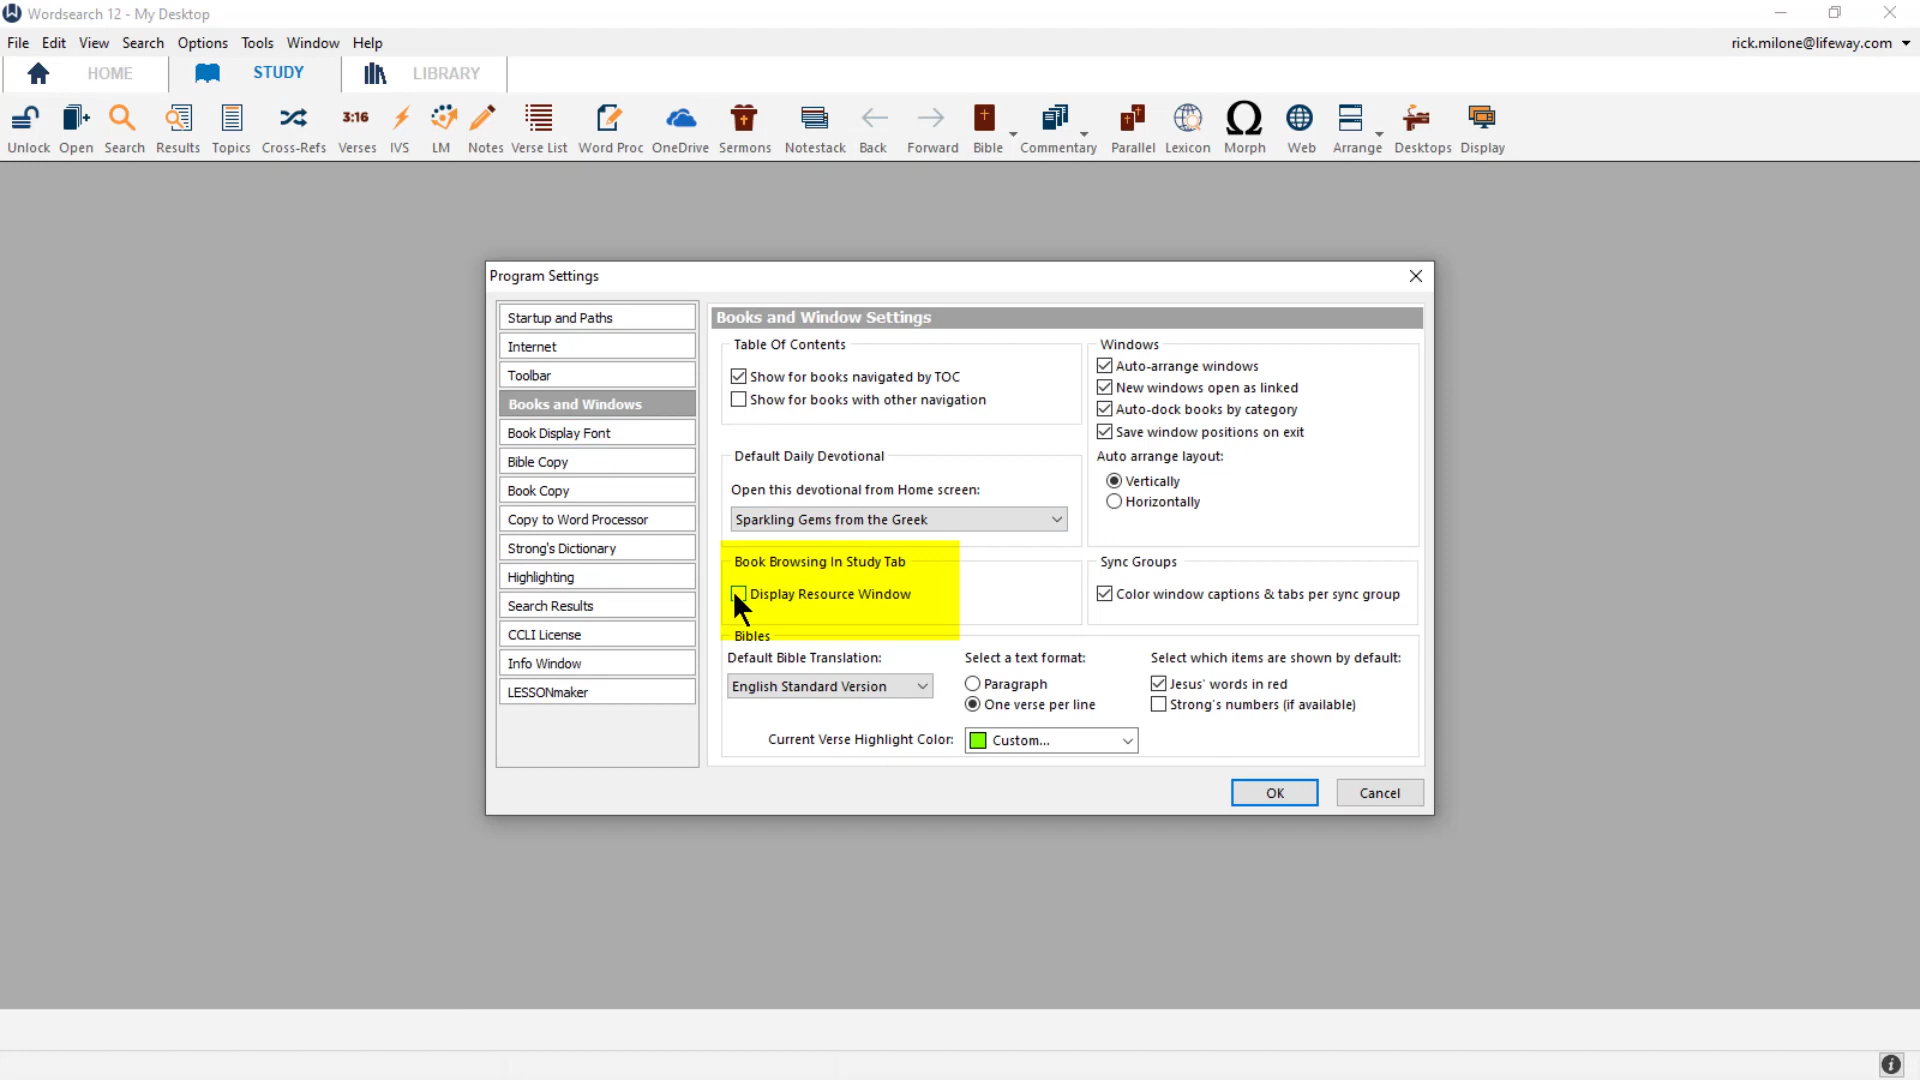 Wordsearch 12 - My Desktop
File Edit View Search Options Tools Window Help
rick.milone@lifeway.com
HOME STUDY LIBRARY
3:16
Unlock Open Search Results Topics Cross-Refs Verses IVS LM Notes Verse List Word Proc OneDrive Sermons Notestack Back Forward Bible Commentary Parallel Lexicon Morph Web Arrange Desktops Display
Program Settings
Startup and Paths
Internet
Toolbar
Books and Windows
Book Display Font
Bible Copy
Book Copy
Copy to Word Processor
Strong's Dictionary
Highlighting
Search Results
CCLI License
Info Window
LESSONmaker
Books and Window Settings
Table Of Contents
Show for books navigated by TOC
Show for books with other navigation
Windows
Auto-arrange windows
New windows open as linked
Auto-dock books by category
Save window positions on exit
Auto arrange layout:
Vertically
Horizontally
Default Daily Devotional
Open this devotional from Home screen:
Sparkling Gems from the Greek
Book Browsing In Study Tab
Display Resource Window
Sync Groups
Color window captions & tabs per sync group
Bibles
Default Bible Translation:
English Standard Version
Select a text format:
Paragraph
One verse per line
Select which items are shown by default:
Jesus' words in red
Strong's numbers (if available)
Current Verse Highlight Color:
Custom...
OK
Cancel